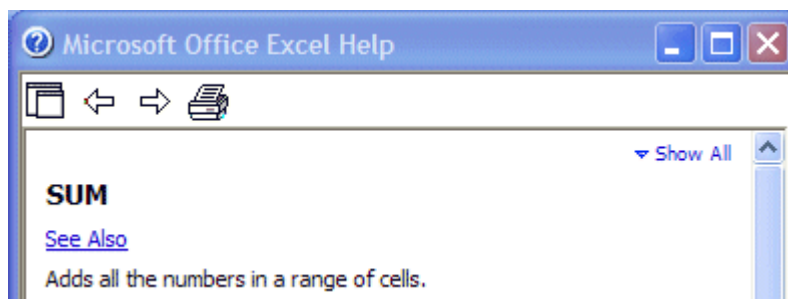 Microsoft Office Excel Help
Show All
SUM
See Also
Adds all the numbers in a range of cells.